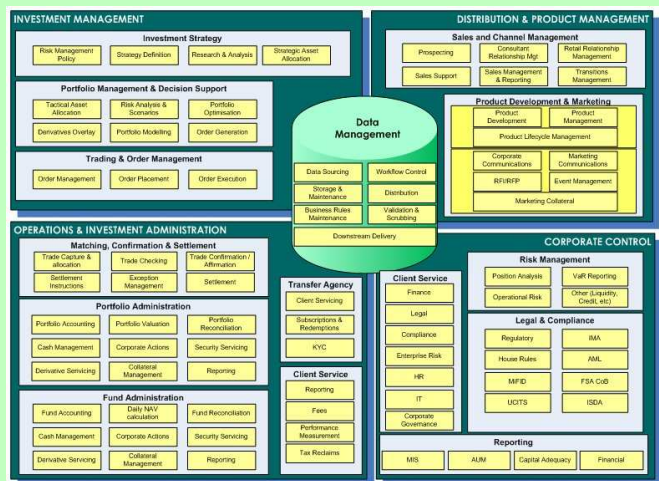 INVESTMENT MANAGEMENT
Investment Strategy
Risk Management
Policy
Strategy Definition
Research & Analysis
Strategic Asset
Allocation
Portfolio Management & Decision Support
Tactical Asset
Allocation
Risk Analysis &
Scenarios
Portfolio
Optimisation
Derivatives Overlay
Portfolio Modelling
Order Generation
Trading & Order Management
Order Management
Order Placement
Order Execution
DISTRIBUTION & PRODUCT MANAGEMENT
Sales and Channel Management
Prospecting
Consultant
Relationship Mgt
Retail Relationship
Management
Sales Support
Sales Management
& Reporting
Transitions
Management
Product Development & Marketing
Product
Development
Product
Management
Product Lifecycle Management
Corporate
Communications
Marketing
Communications
RFI/RFP
Event Management
Marketing Collateral
Data
Management
Data Sourcing
Workflow Control
Storage &
Maintenance
Distribution
Business Rules
Maintenance
Validation &
Scrubbing
Downstream Delivery
OPERATIONS & INVESTMENT ADMINISTRATION
Matching, Confirmation & Settlement
Trade Capture &
allocation
Trade Checking
Trade Confirmation /
Affirmation
Settlement
Instructions
Exception
Management
Settlement
Portfolio Administration
Portfolio Accounting
Portfolio Valuation
Portfolio
Reconciliation
Cash Management
Corporate Actions
Security Servicing
Derivative Servicing
Collateral
Management
Reporting
Fund Administration
Fund Accounting
Daily NAV
calculation
Fund Reconciliation
Cash Management
Corporate Actions
Security Servicing
Derivative Servicing
Collateral
Management
Reporting
Transfer Agency
Client Servicing
Subscriptions &
Redemptions
KYC
Client Service
Reporting
Fees
Performance
Measurement
Tax Reclaims
CORPORATE CONTROL
Client Service
Finance
Legal
Compliance
Enterprise Risk
HR
IT
Corporate
Governance
Risk Management
Position Analysis
VaR Reporting
Operational Risk
Other (Liquidity,
Credit, etc)
Legal & Compliance
Regulatory
IMA
House Rules
AML
MiFID
FSA CoB
UCITS
ISDA
Reporting
MIS
AUM
Capital Adequacy
Financial